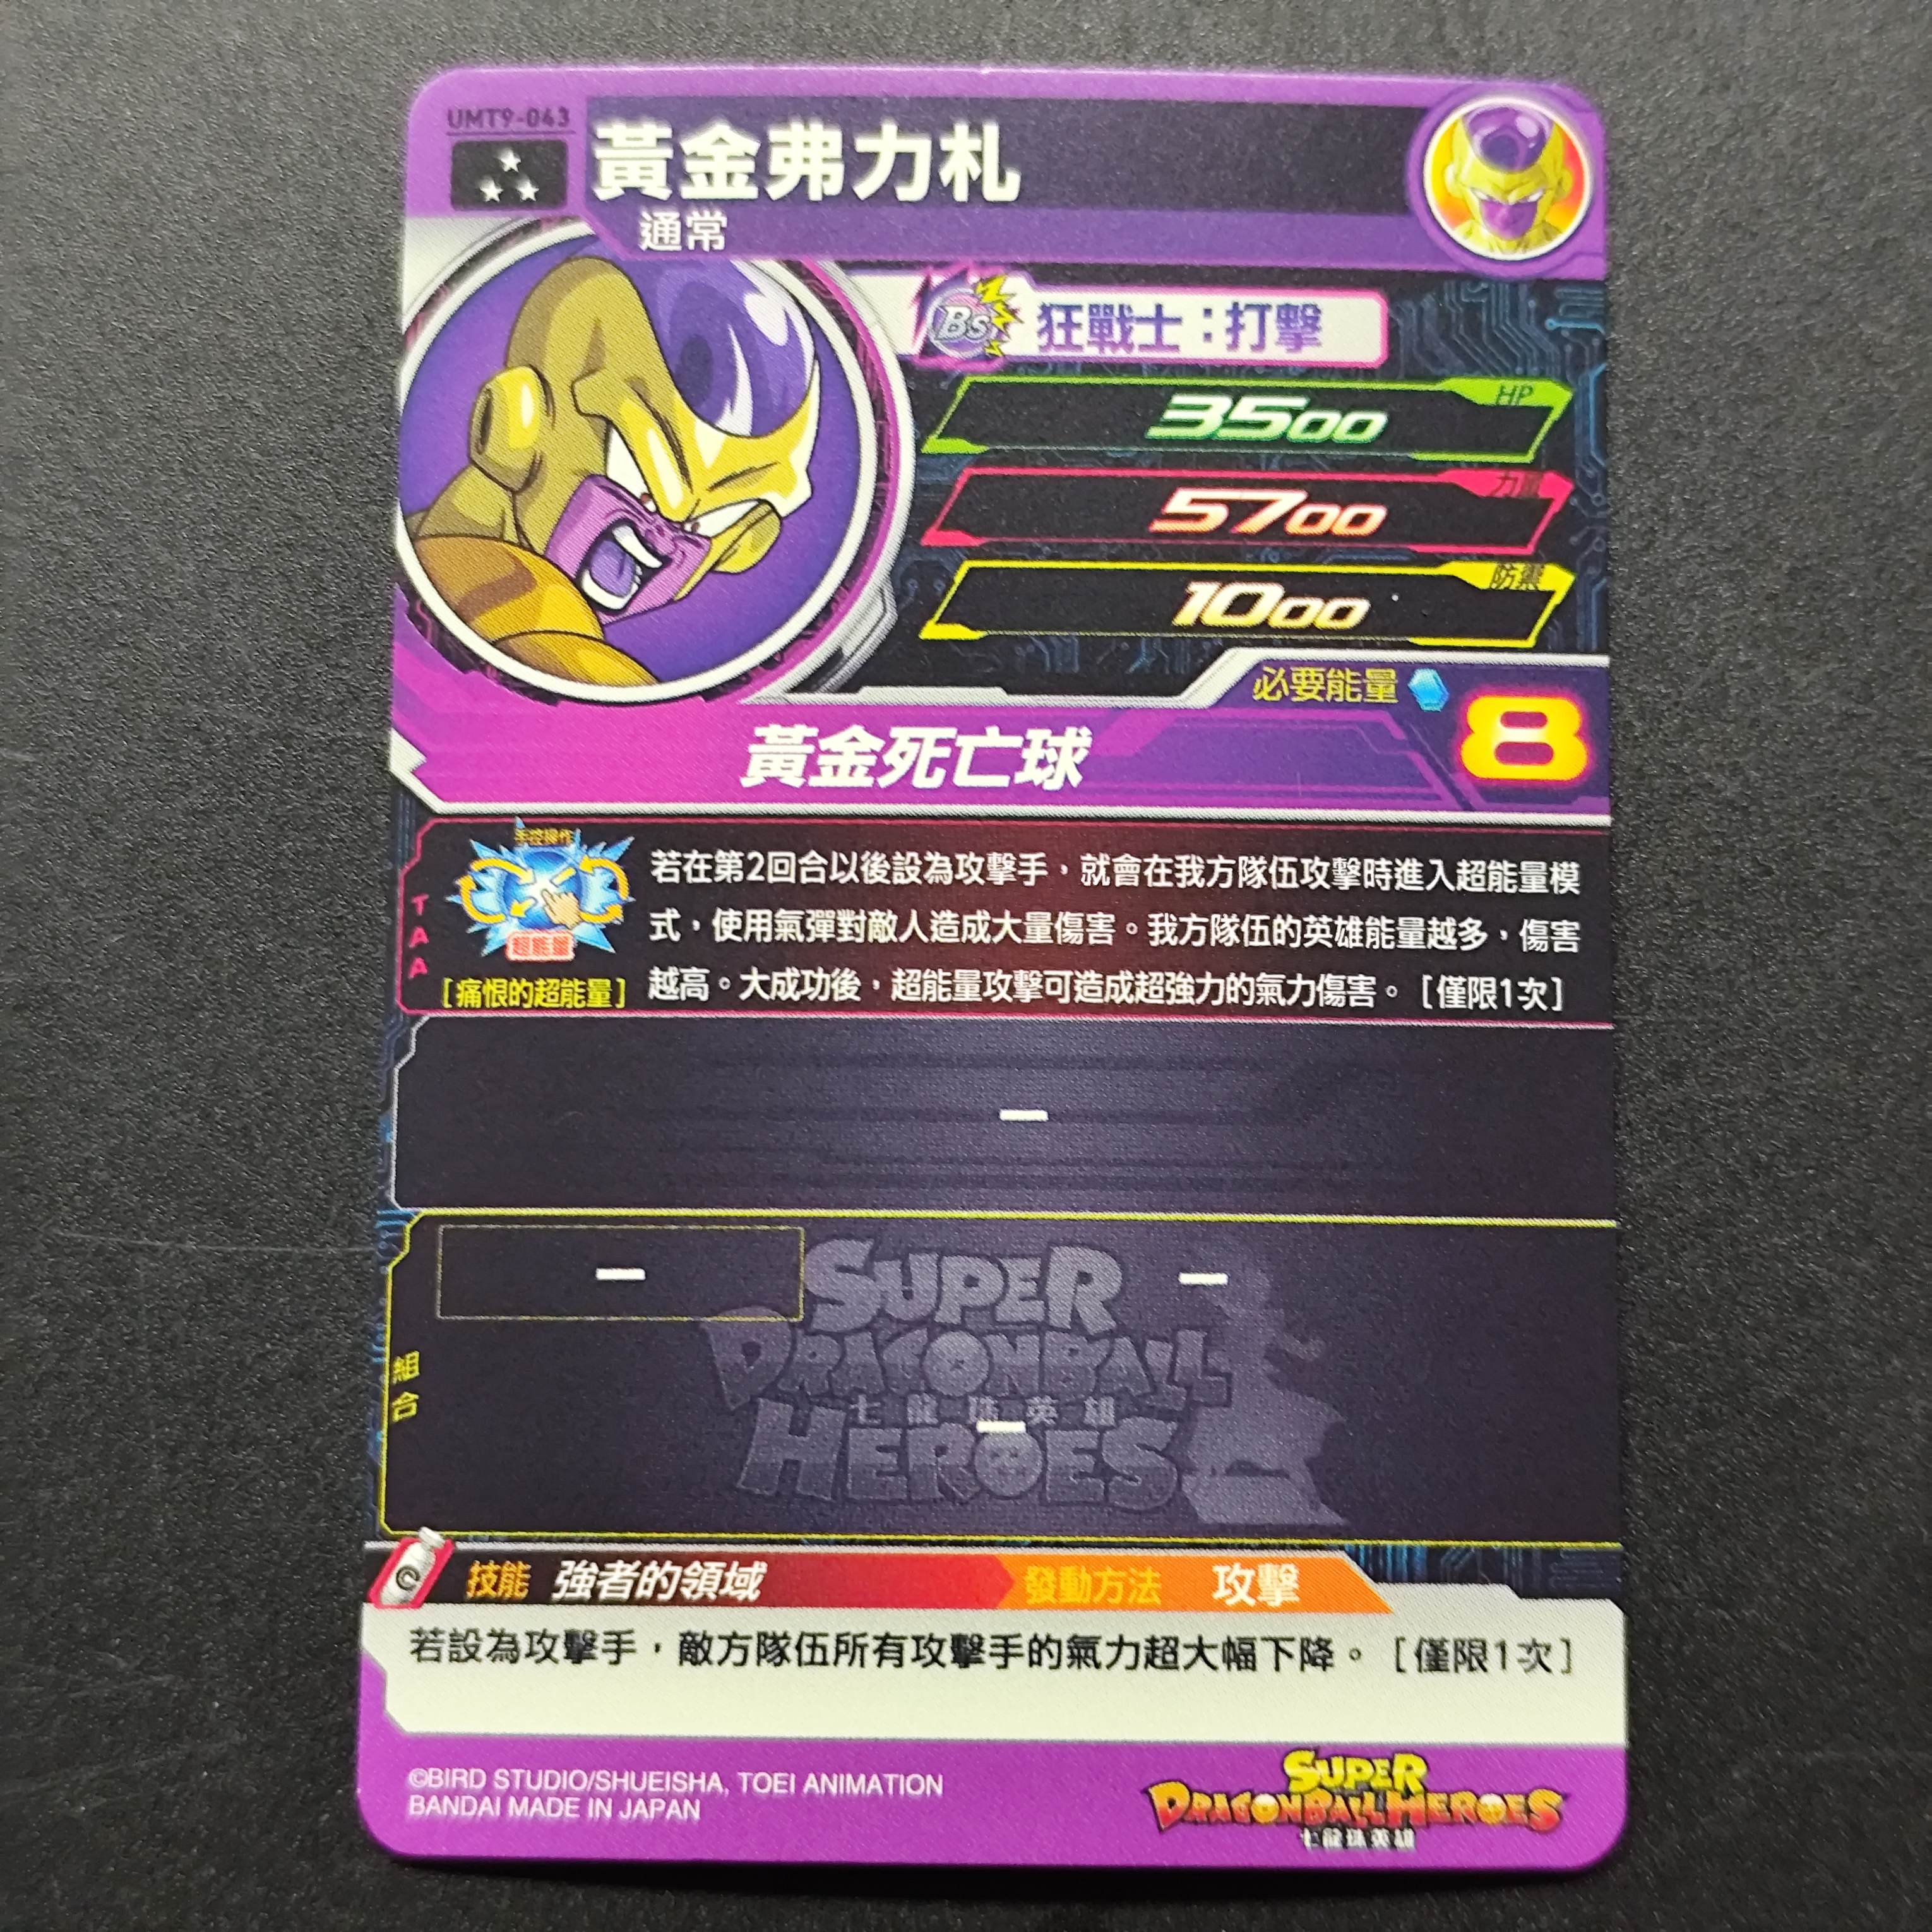 UMT9-043
黃金弗力札
通常
Bs 狂戰士：打擊
HP
3500
力量
5700
防禦
1000
必要能量
8
黃金死亡球
TAA
手控操作
超能量
[痛恨的超能量]
若在第2回合以後設為攻擊手，就會在我方隊伍攻擊時進入超能量模
式，使用氣彈對敵人造成大量傷害。我方隊伍的英雄能量越多，傷害
越高。大成功後，超能量攻擊可造成超強力的氣力傷害。[僅限1次]
—
組合
—
—
—
SUPER
DRAGONBALL
七龍珠英雄
HEROES
C 技能 強者的領域 發動方法 攻擊
若設為攻擊手，敵方隊伍所有攻擊手的氣力超大幅下降。[僅限1次]
©BIRD STUDIO/SHUEISHA, TOEI ANIMATION
BANDAI MADE IN JAPAN
SUPER
DRAGONBALL HEROES
七龍珠英雄